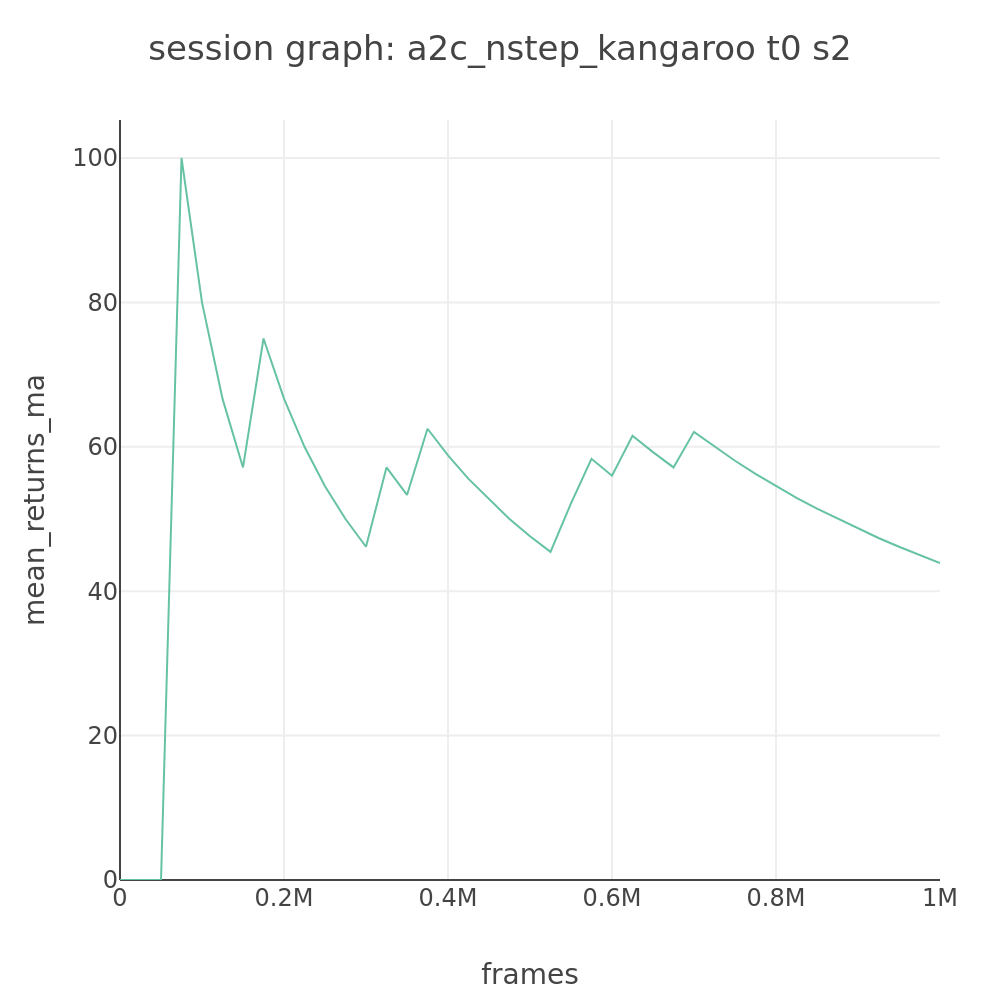 session graph: a2c_nstep_kangaroo t0 s2
mean_returns_ma
100
80
60
40
20
0
0
0.2M
0.4M
0.6M
0.8M
1M
frames